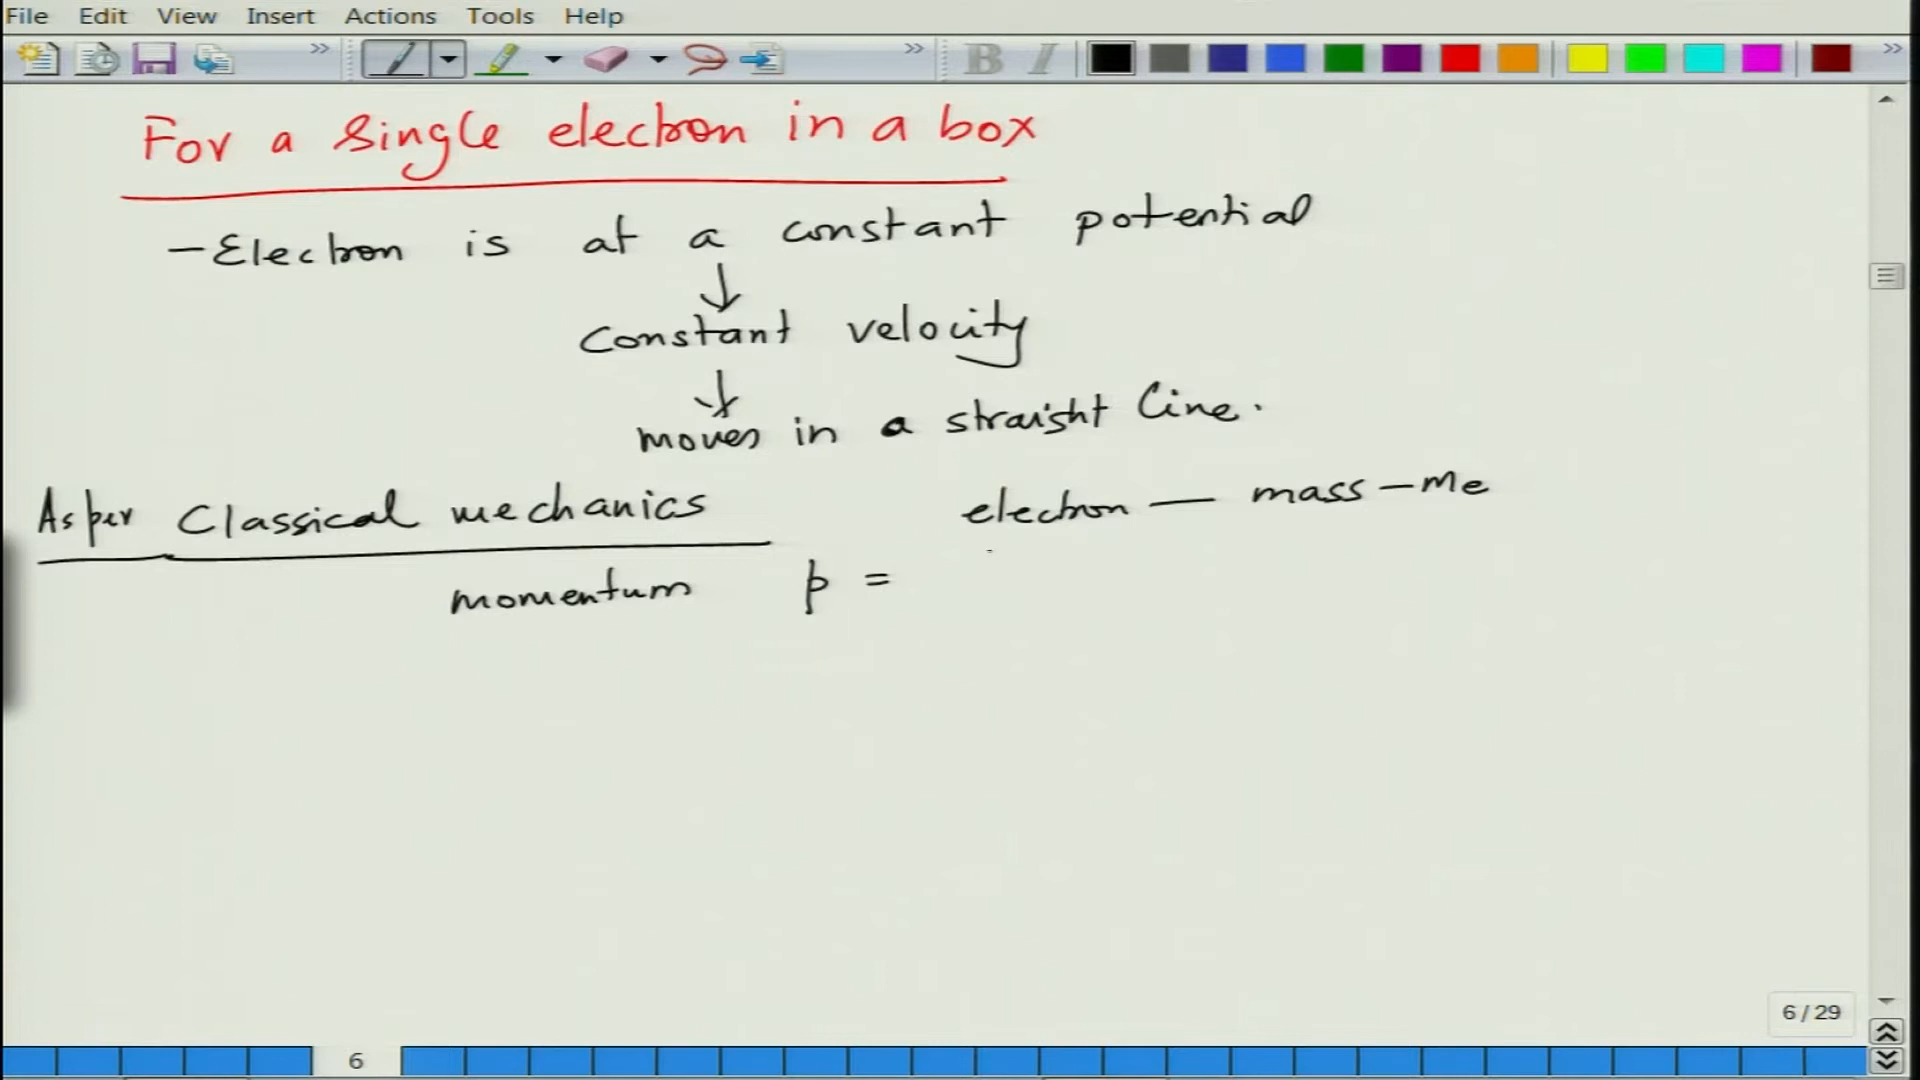 File Edit View Insert Actions Tools Help
B I
For a single electron in a box
- Electron is at a constant potential
↓
Constant velocity
↓
moves in a straight line.
As per Classical mechanics
electron — mass - me
momentum p =
6 / 29
6